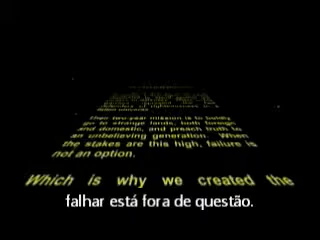 Their two-year mission is to boldly
go to strange lands, both foreign
and domestic, and preach truth to
an unbelieving generation. When
the stakes are this high, failure is
not an option.
Which is why we created the
falhar está fora de questão.